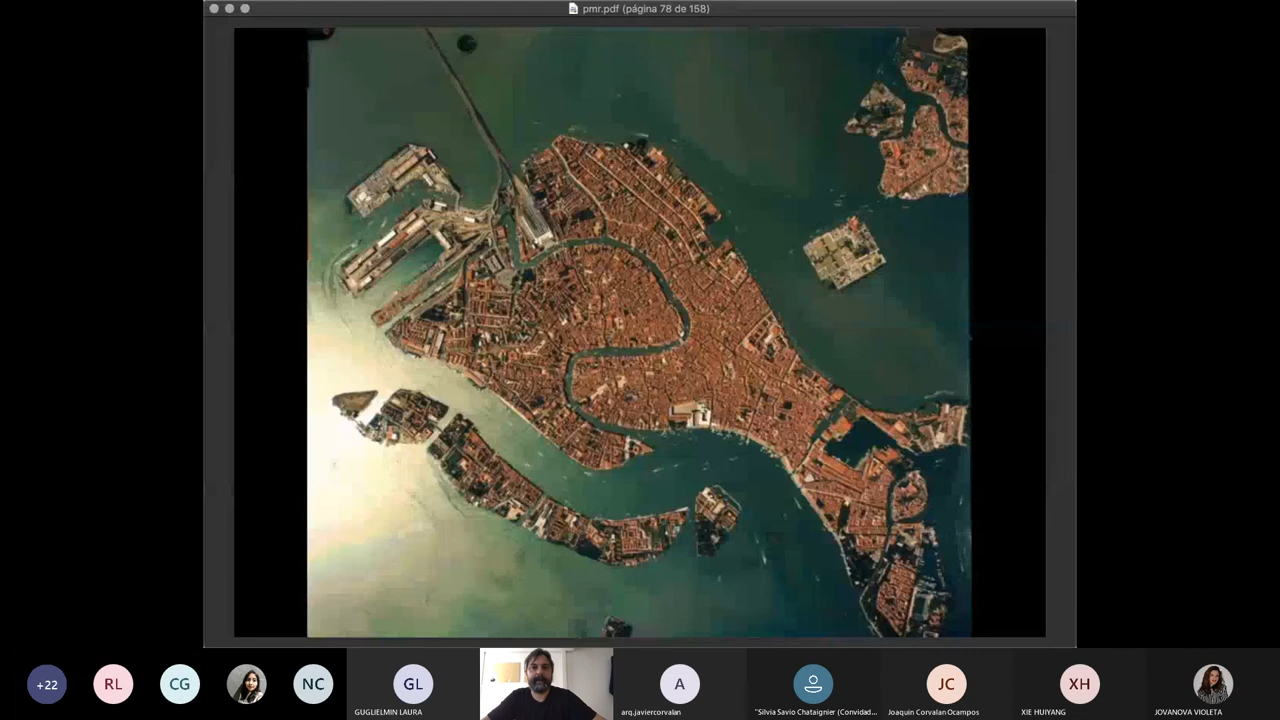 pmr.pdf (página 78 de 158)
+22
RL
CG
NC
GL
GUGLIELMIN LAURA
A
arq.javiercorvalan
"Silvia Savio Chataignier (Convidad...
JC
Joaquin Corvalan Ocampos
XH
XIE HUIYANG
JOVANOVA VIOLETA